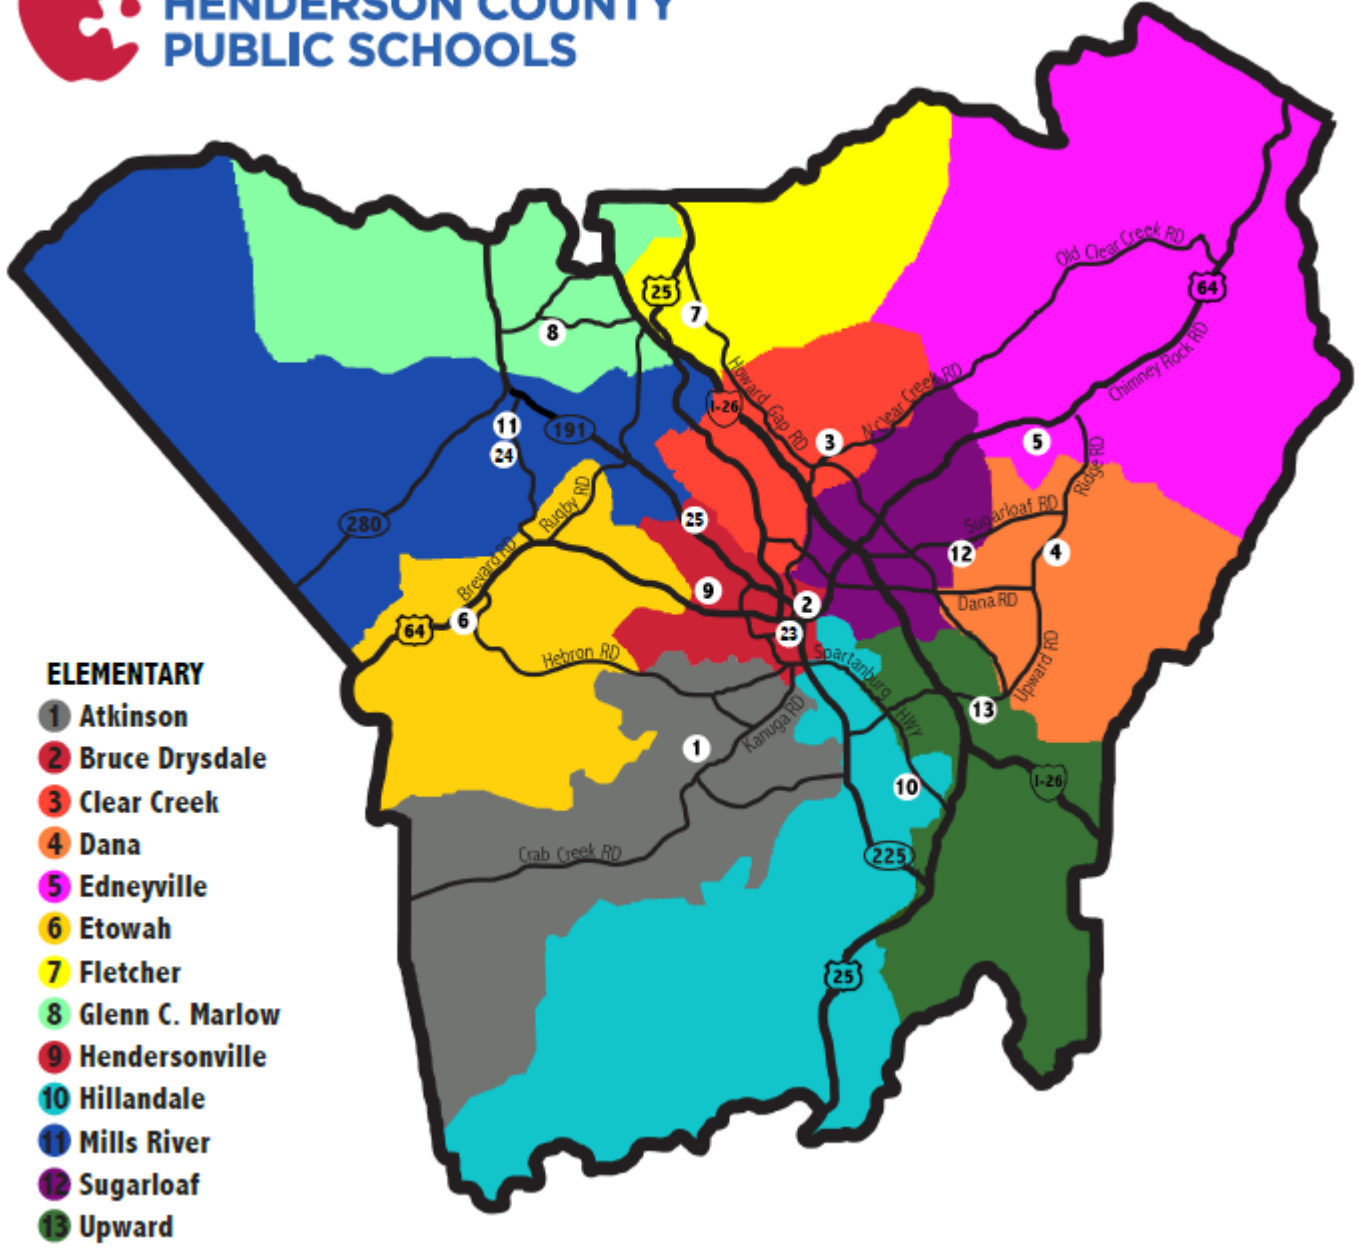 HENDERSON COUNTY
PUBLIC SCHOOLS
Old Clear Creek RD
64
25
7
8
Howard Gap RD
N.Clear Creek RD
Chimney Rock RD
I-26
11
191
3
5
24
Ridge RD
280
Rugby RD
25
Sugarloaf RD
12
4
Brevard RD
9
2
Dana RD
64
6
23
Hebron RD
Spartanburg HWY
Upward RD
13
Kanuga RD
1
10
I-26
Crab Creek RD
225
25
ELEMENTARY
1 Atkinson
2 Bruce Drysdale
3 Clear Creek
4 Dana
5 Edneyville
6 Etowah
7 Fletcher
8 Glenn C. Marlow
9 Hendersonville
10 Hillandale
11 Mills River
12 Sugarloaf
13 Upward